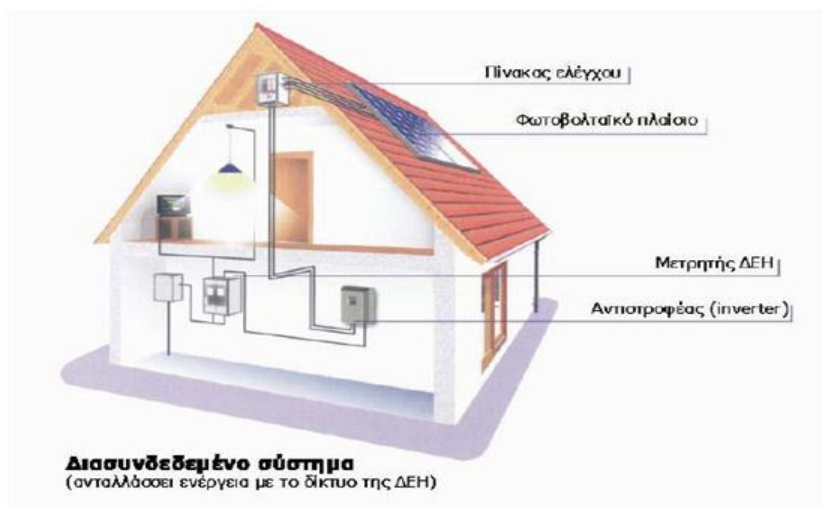 Πίνακας ελέγχου
Φωτοβολταϊκό πλαίσιο
Μετρητής ΔΕΗ
Αντιστροφέας (inverter)
Διασυνδεδεμένο σύστημα
(ανταλλάσσει ενέργεια με το δίκτυο της ΔΕΗ)